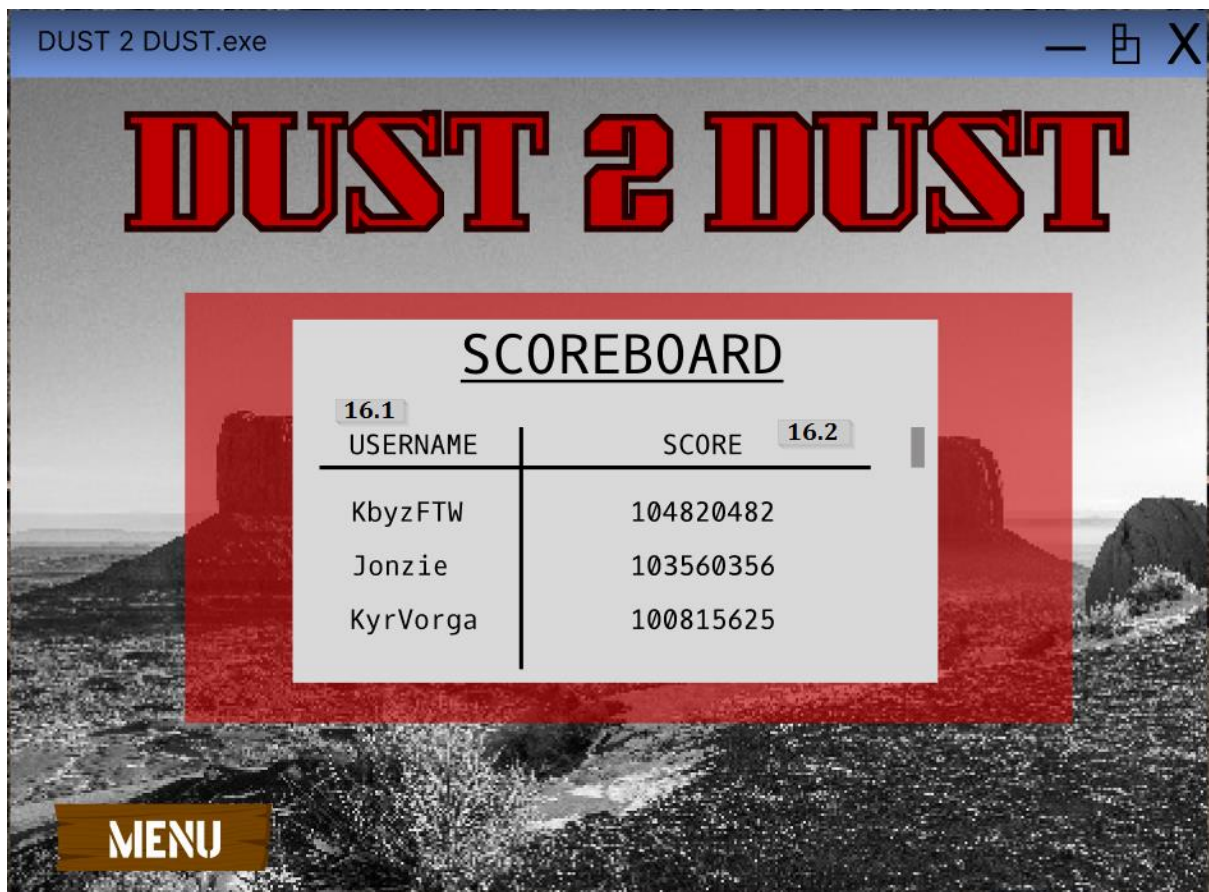 DUST 2 DUST.exe
X
DUST 2 DUST
SCOREBOARD
16.1
16.2
USERNAME SCORE
KbyzFTW 104820482
Jonzie 103560356
KyrVorga 100815625
MENU